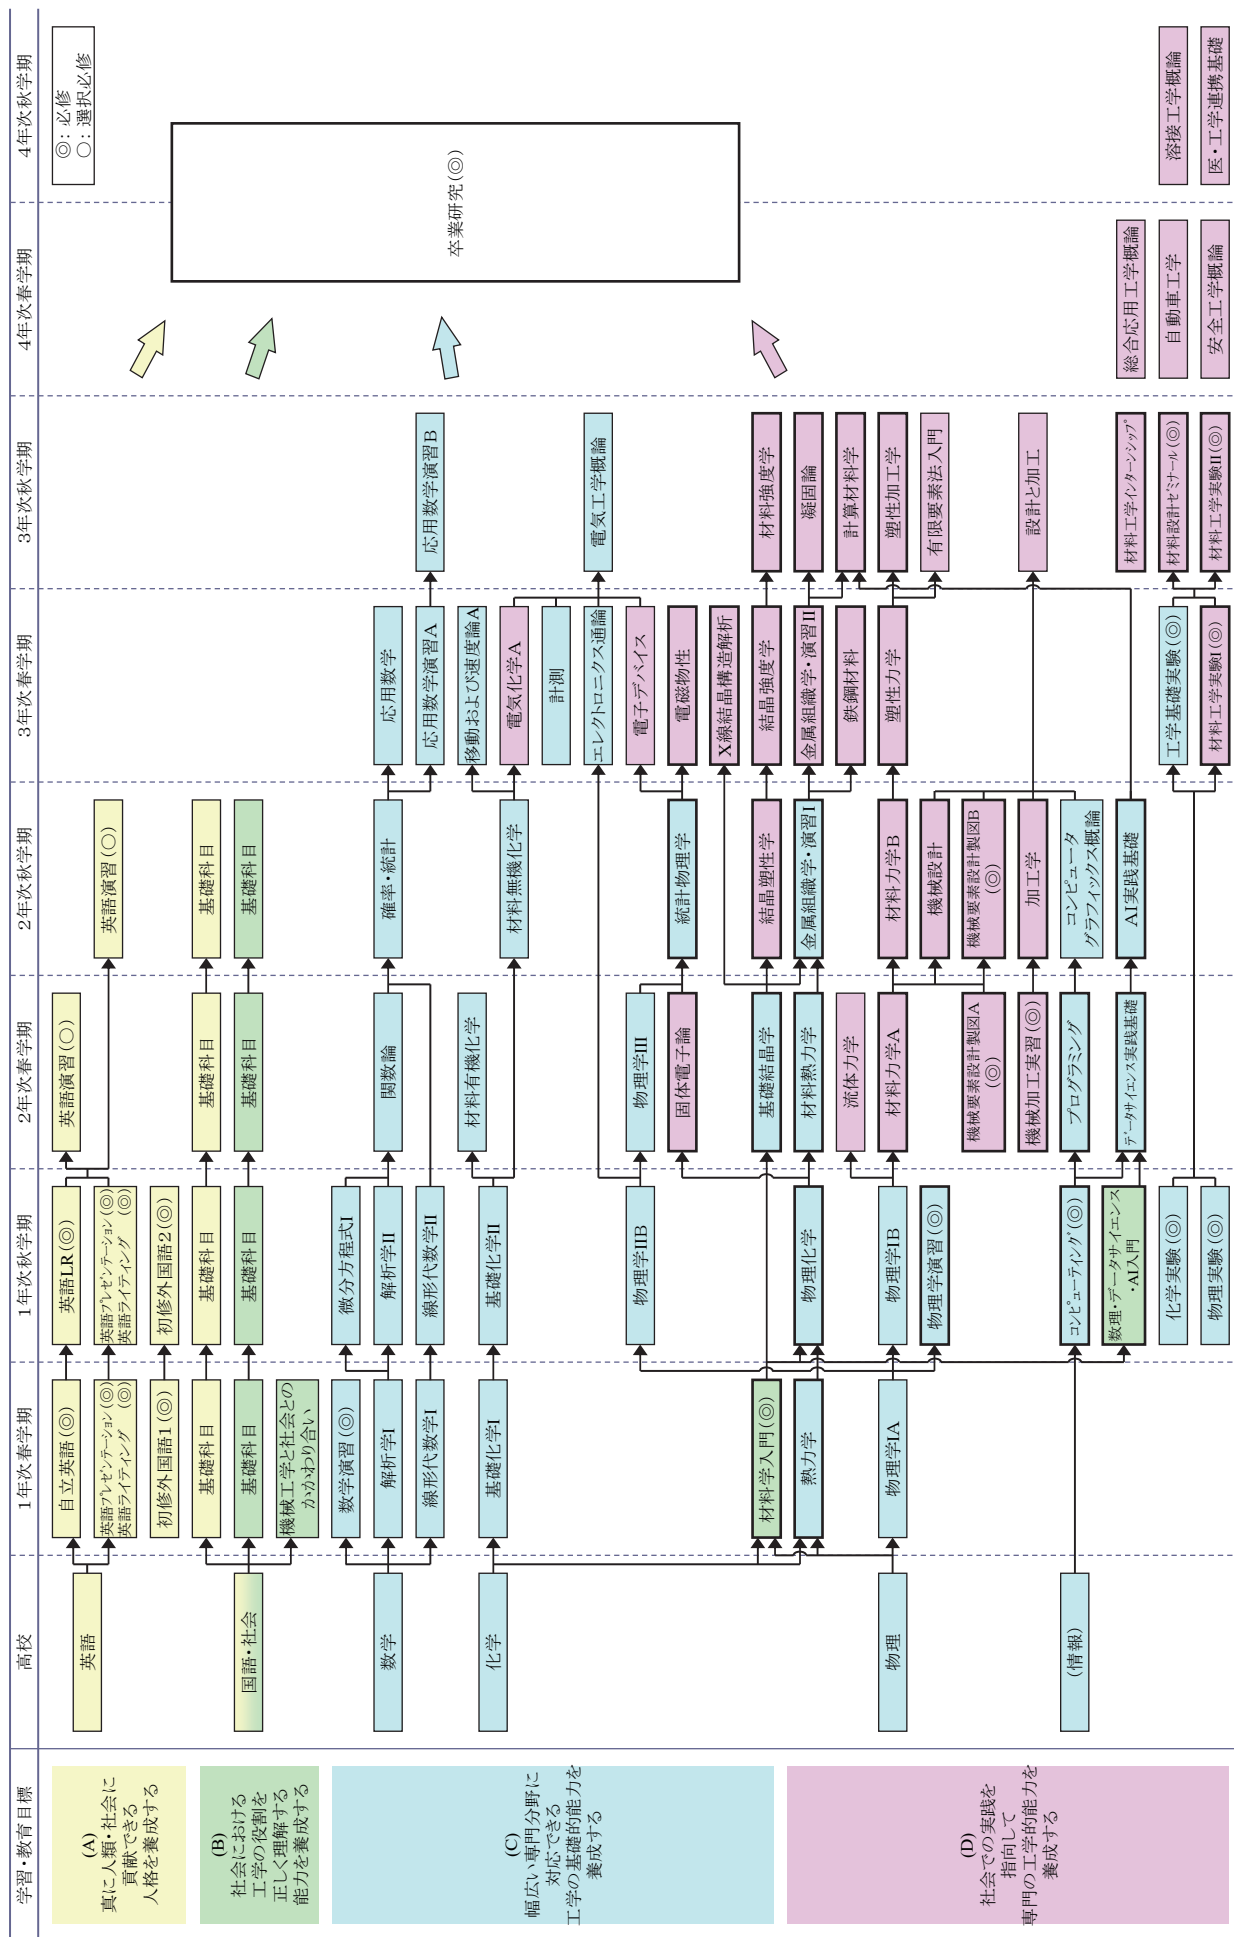 学習・教育目標
高校
1年次春学期
1年次秋学期
2年次春学期
2年次秋学期
3年次春学期
3年次秋学期
4年次春学期
4年次秋学期
(A)
真に人類・社会に
貢献できる
人格を養成する
(B)
社会における
工学の役割を
正しく理解する
能力を養成する
(C)
幅広い専門分野に
対応できる
工学の基礎的能力を
養成する
(D)
社会での実践を
指向して
専門の工学的能力を
養成する
英語
国語・社会
数学
化学
物理
(情報)
自立英語(◎)
英語プレゼンテーション(◎)
英語ライティング (◎)
初修外国語1(◎)
基礎科目
基礎科目
機械工学と社会との
かかわり合い
数学演習(◎)
解析学I
線形代数学I
基礎化学I
材料学入門(◎)
熱力学
物理学IA
英語LR(◎)
英語プレゼンテーション(◎)
英語ライティング (◎)
初修外国語2(◎)
基礎科目
基礎科目
微分方程式I
解析学II
線形代数学II
基礎化学II
物理学IIB
物理化学
物理学IB
物理学演習(◎)
コンピューティング(◎)
数理・データサイエンス
・AI入門
化学実験(◎)
物理実験(◎)
英語演習(○)
基礎科目
基礎科目
関数論
材料有機化学
物理学III
固体電子論
基礎結晶学
材料熱力学
流体力学
材料力学A
機械要素設計製図A
(◎)
機械加工実習(◎)
プログラミング
データサイエンス実践基礎
英語演習(○)
基礎科目
基礎科目
確率・統計
材料無機化学
統計物理学
結晶塑性学
金属組織学・演習I
材料力学B
機械設計
機械要素設計製図B
(◎)
加工学
コンピュータ
グラフィックス概論
AI実践基礎
応用数学
応用数学演習A
移動および速度論A
電気化学A
計測
エレクトロニクス通論
電子デバイス
電磁物性
X線結晶構造解析
結晶強度学
金属組織学・演習II
鉄鋼材料
塑性力学
工学基礎実験(◎)
材料工学実験I(◎)
応用数学演習B
電気工学概論
材料強度学
凝固論
計算材料学
塑性加工学
有限要素法入門
設計と加工
材料工学インターンシップ
材料設計ゼミナール(◎)
材料工学実験II(◎)
卒業研究(◎)
総合応用工学概論
自動車工学
安全工学概論
◎: 必修
○: 選択必修
溶接工学概論
医・工学連携基礎